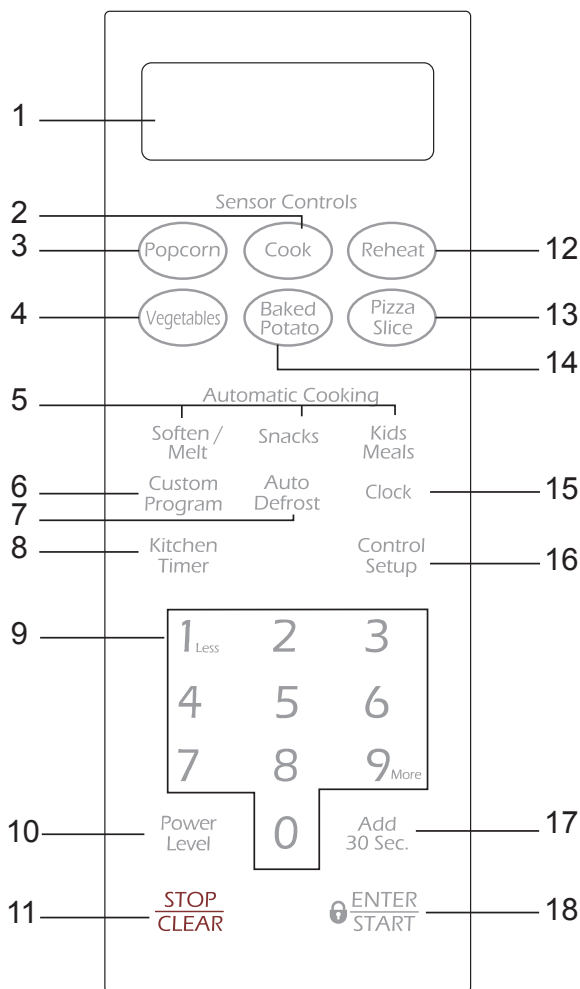 1
Sensor Controls
2
3 Popcorn Cook Reheat 12
4 Vegetables Baked Potato Pizza Slice 13
14
Automatic Cooking
5
Soften / Melt Snacks Kids Meals
6 Custom Program Auto Defrost Clock 15
7
8 Kitchen Timer Control Setup 16
9 1 Less 2 3
4 5 6
7 8 9 More
10 Power Level 0 Add 30 Sec. 17
11 STOP CLEAR ENTER START 18